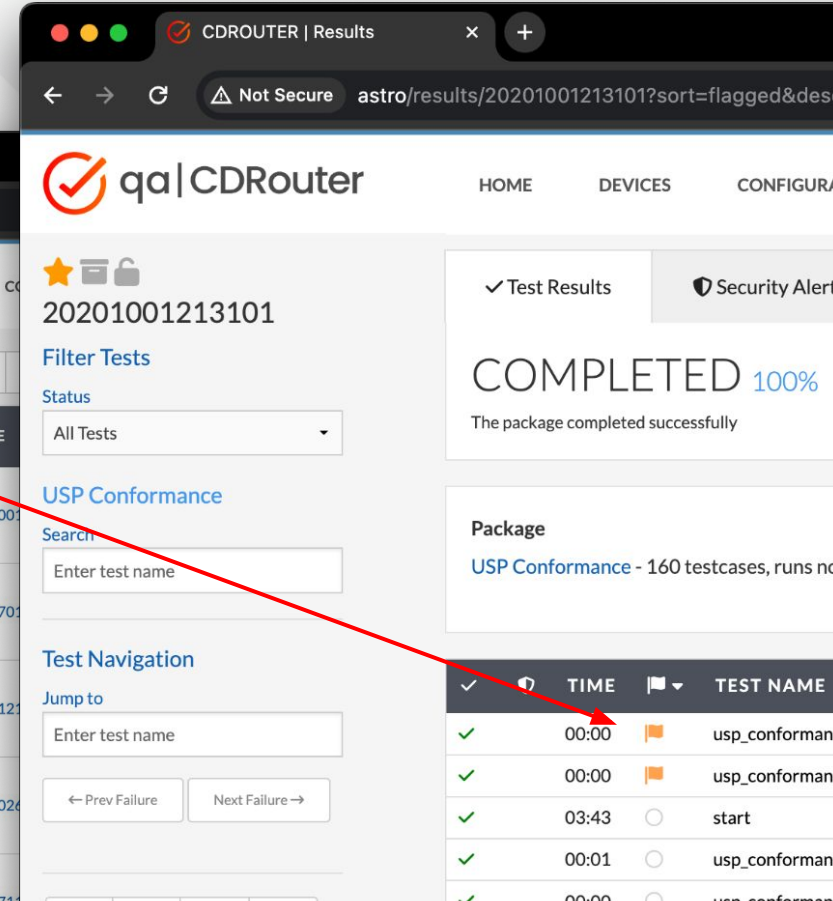 CDROUTER | Results
Not Secure astro/results/20201001213101?sort=flagged&des
qa|CDRouter
HOME DEVICES CONFIGURA
20201001213101
Filter Tests
Status
All Tests
USP Conformance
Search
Enter test name
Test Navigation
Jump to
Enter test name
← Prev Failure Next Failure →
Test Results Security Alert
COMPLETED 100%
The package completed successfully
Package
USP Conformance - 160 testcases, runs no
TIME TEST NAME
00:00 usp_conforman
00:00 usp_conforman
03:43 start
00:01 usp_conforman
00:00 usp_conforman